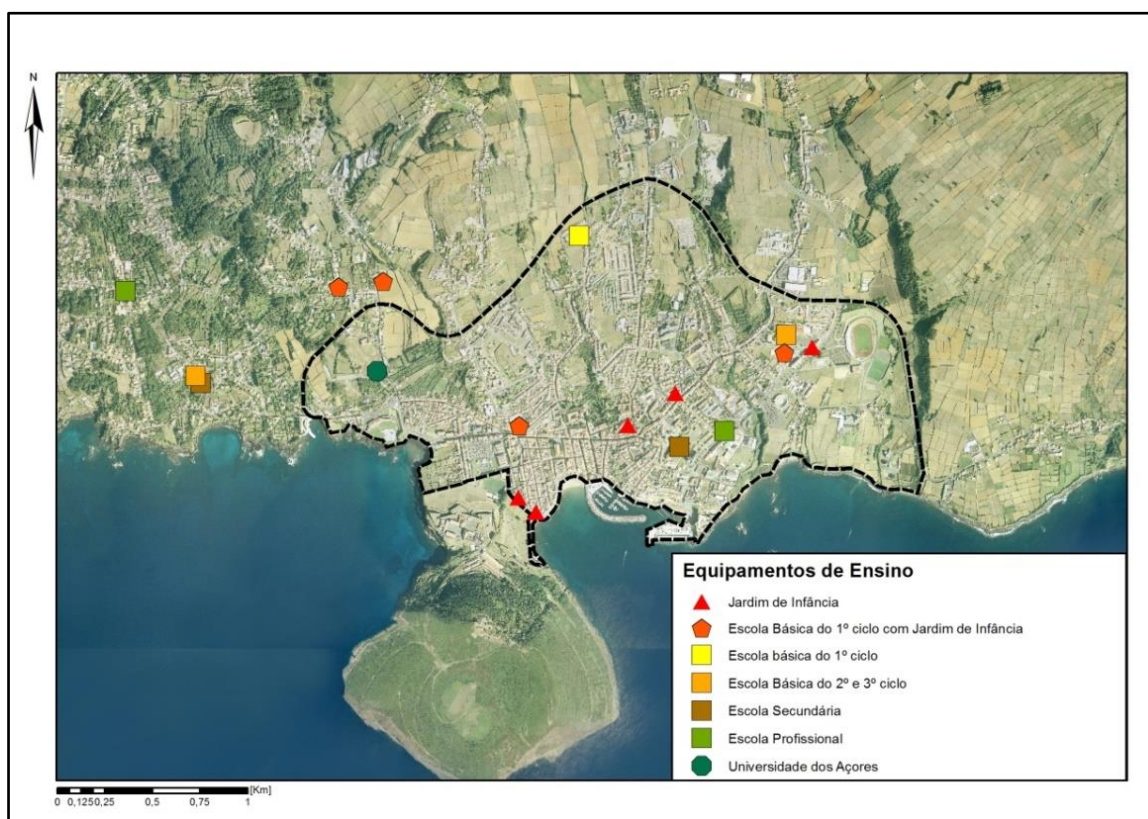 N
Equipamentos de Ensino
Jardim de Infância
Escola Básica do 1º ciclo com Jardim de Infância
Escola básica do 1º ciclo
Escola Básica do 2º e 3º ciclo
Escola Secundária
Escola Profissional
Universidade dos Açores
[Km]
0 0,125 0,25 0,5 0,75 1